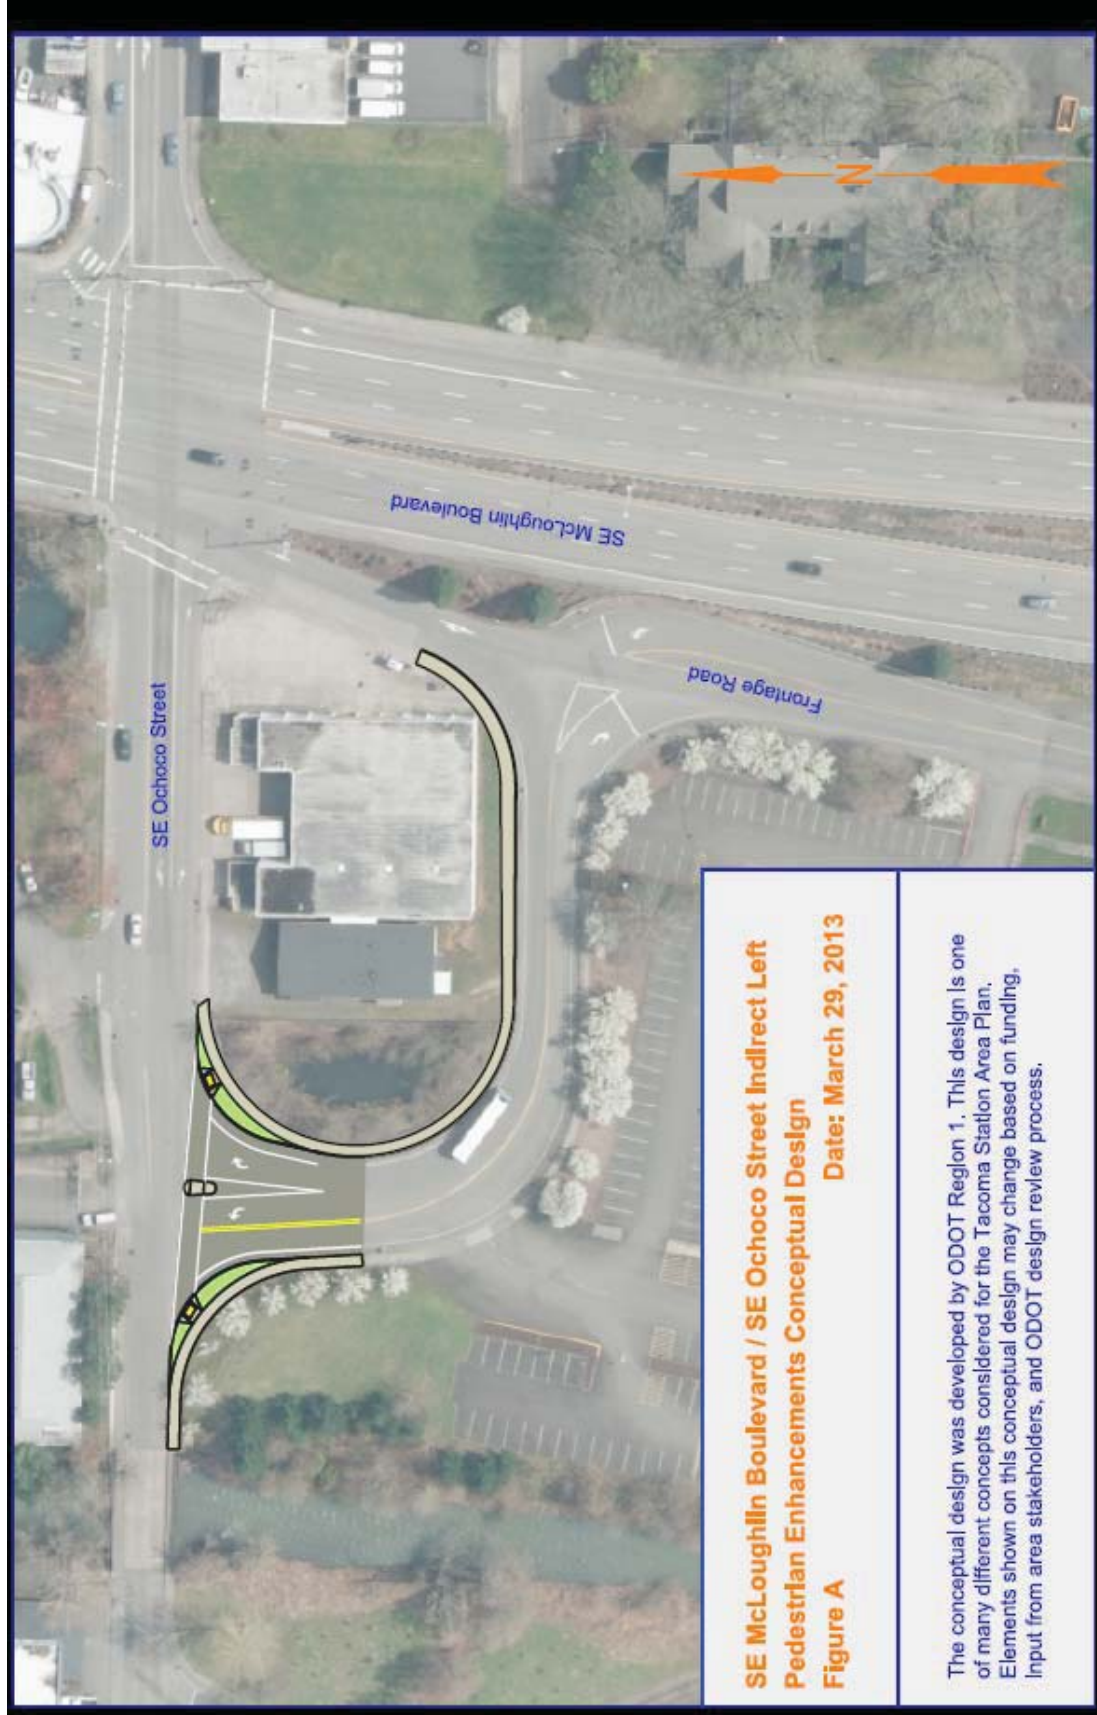 SE Ochoco Street
SE McLoughlin Boulevard
Frontage Road
N
SE McLoughlin Boulevard / SE Ochoco Street Indirect Left
Pedestrian Enhancements Conceptual Design
Figure A Date: March 29, 2013
The conceptual design was developed by ODOT Region 1. This design is one
of many different concepts considered for the Tacoma Station Area Plan.
Elements shown on this conceptual design may change based on funding,
input from area stakeholders, and ODOT design review process.